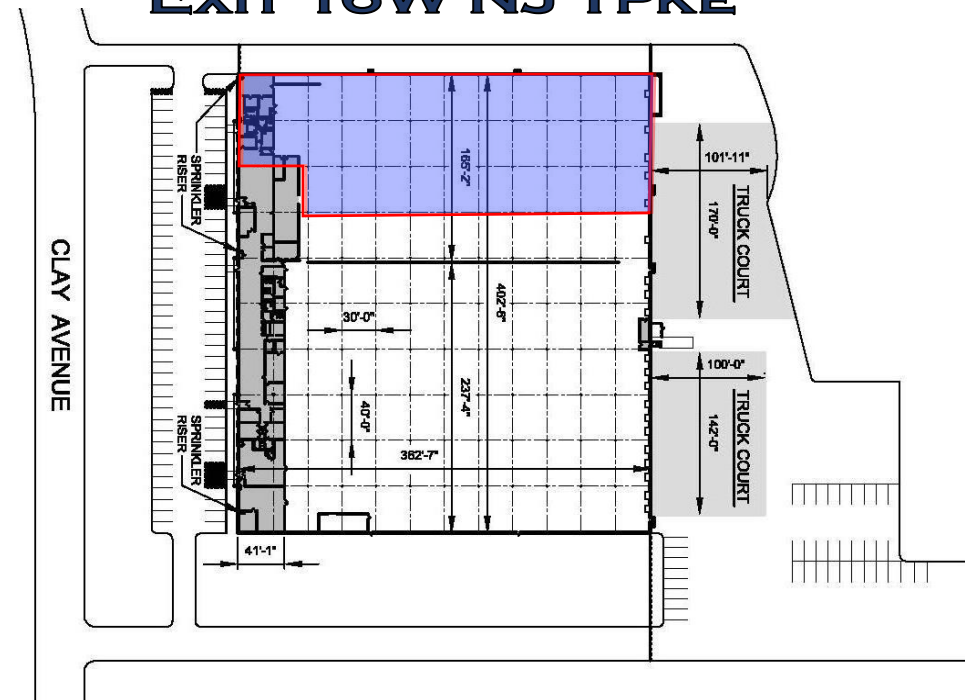 EXIT 16W NJ TPKE
CLAY AVENUE
SPRINKLER
RISER
SPRINKLER
RISER
165'-2"
402'-6"
237'-4"
30'-0"
40'-0"
362'-7"
41'-1"
101'-11"
170'-0"
TRUCK COURT
100'-0"
142'-0"
TRUCK COURT